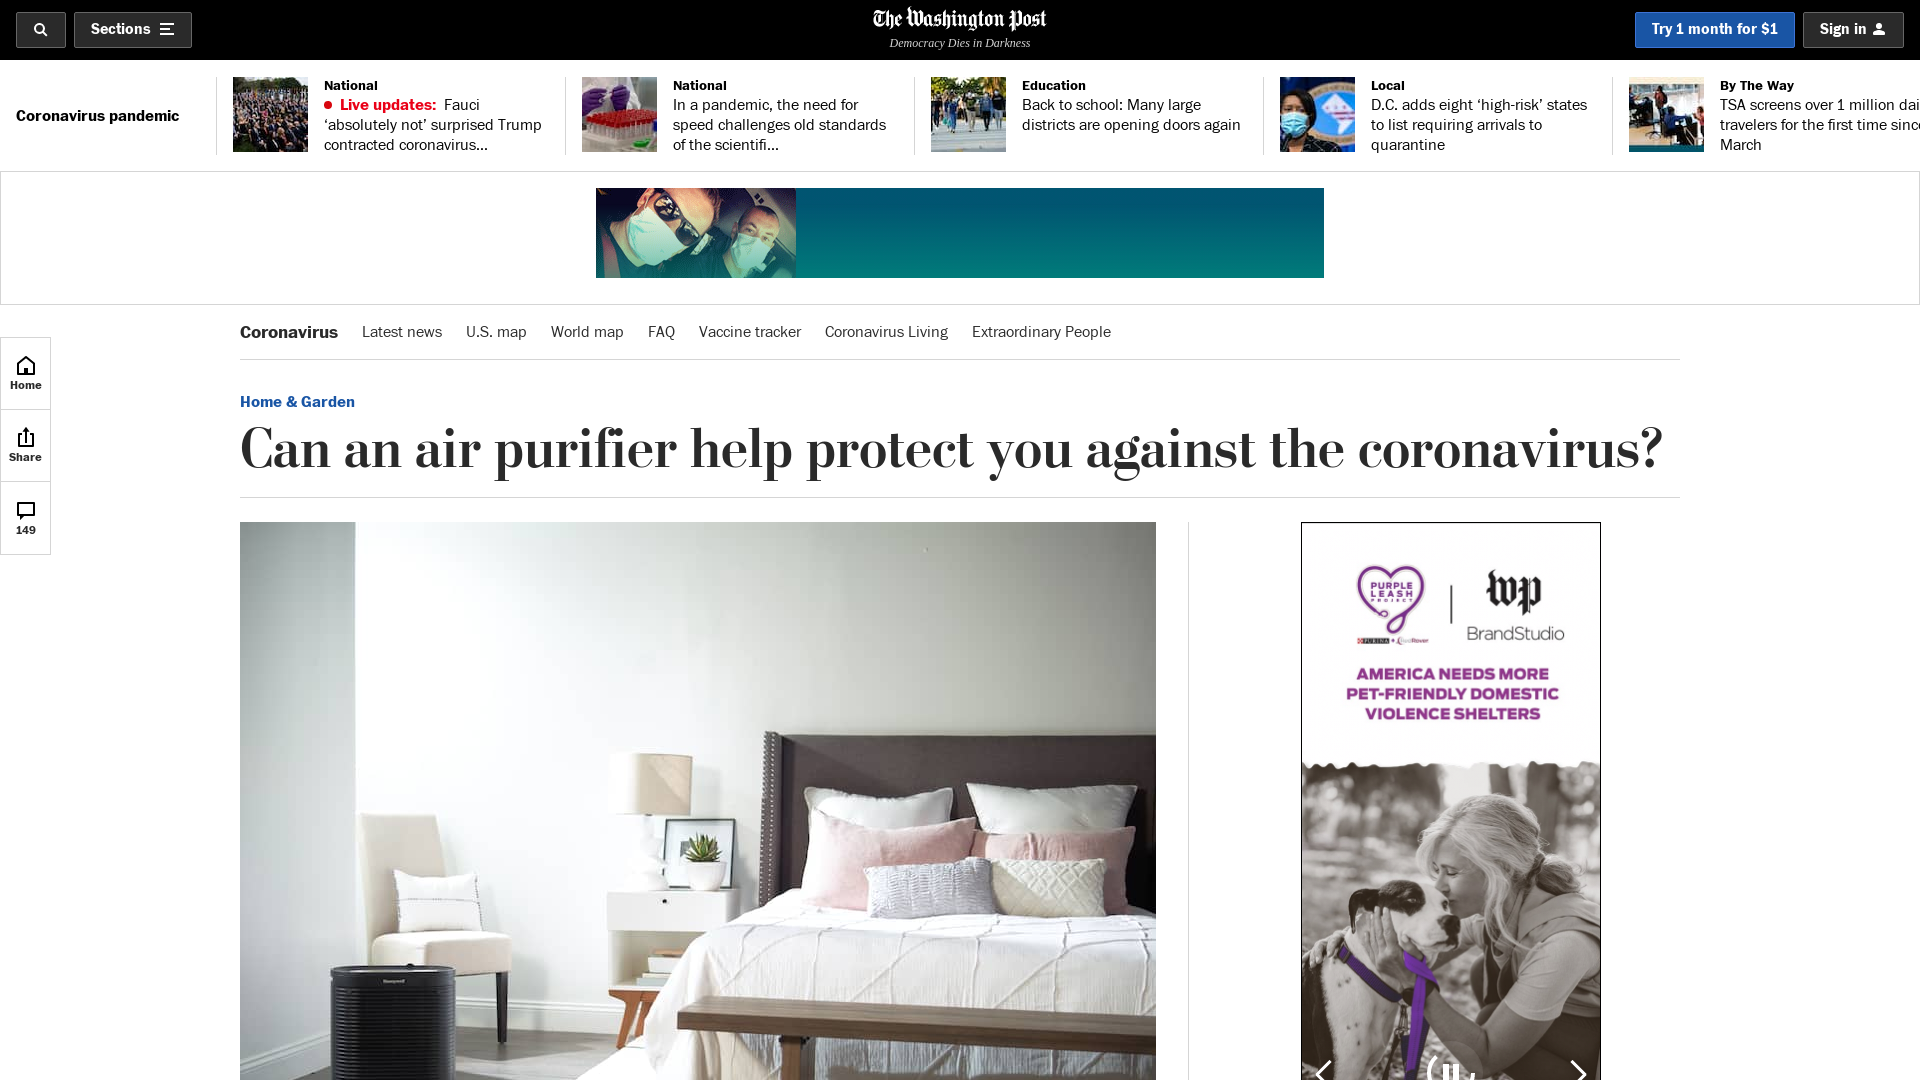 Sections
The Washington Post
Democracy Dies in Darkness
Try 1 month for $1
Sign in
Coronavirus pandemic
National
Live updates: Fauci
‘absolutely not’ surprised Trump
contracted coronavirus...
National
In a pandemic, the need for
speed challenges old standards
of the scientifi...
Education
Back to school: Many large
districts are opening doors again
Local
D.C. adds eight ‘high-risk’ states
to list requiring arrivals to
quarantine
By The Way
TSA screens over 1 million dai
travelers for the first time since
March
Coronavirus
Latest news
U.S. map
World map
FAQ
Vaccine tracker
Coronavirus Living
Extraordinary People
Home
Share
149
Home & Garden
Can an air purifier help protect you against the coronavirus?
Honeywell
PURPLE
LEASH
PROJECT
PURINA
wp
BrandStudio
AMERICA NEEDS MORE
PET-FRIENDLY DOMESTIC
VIOLENCE SHELTERS